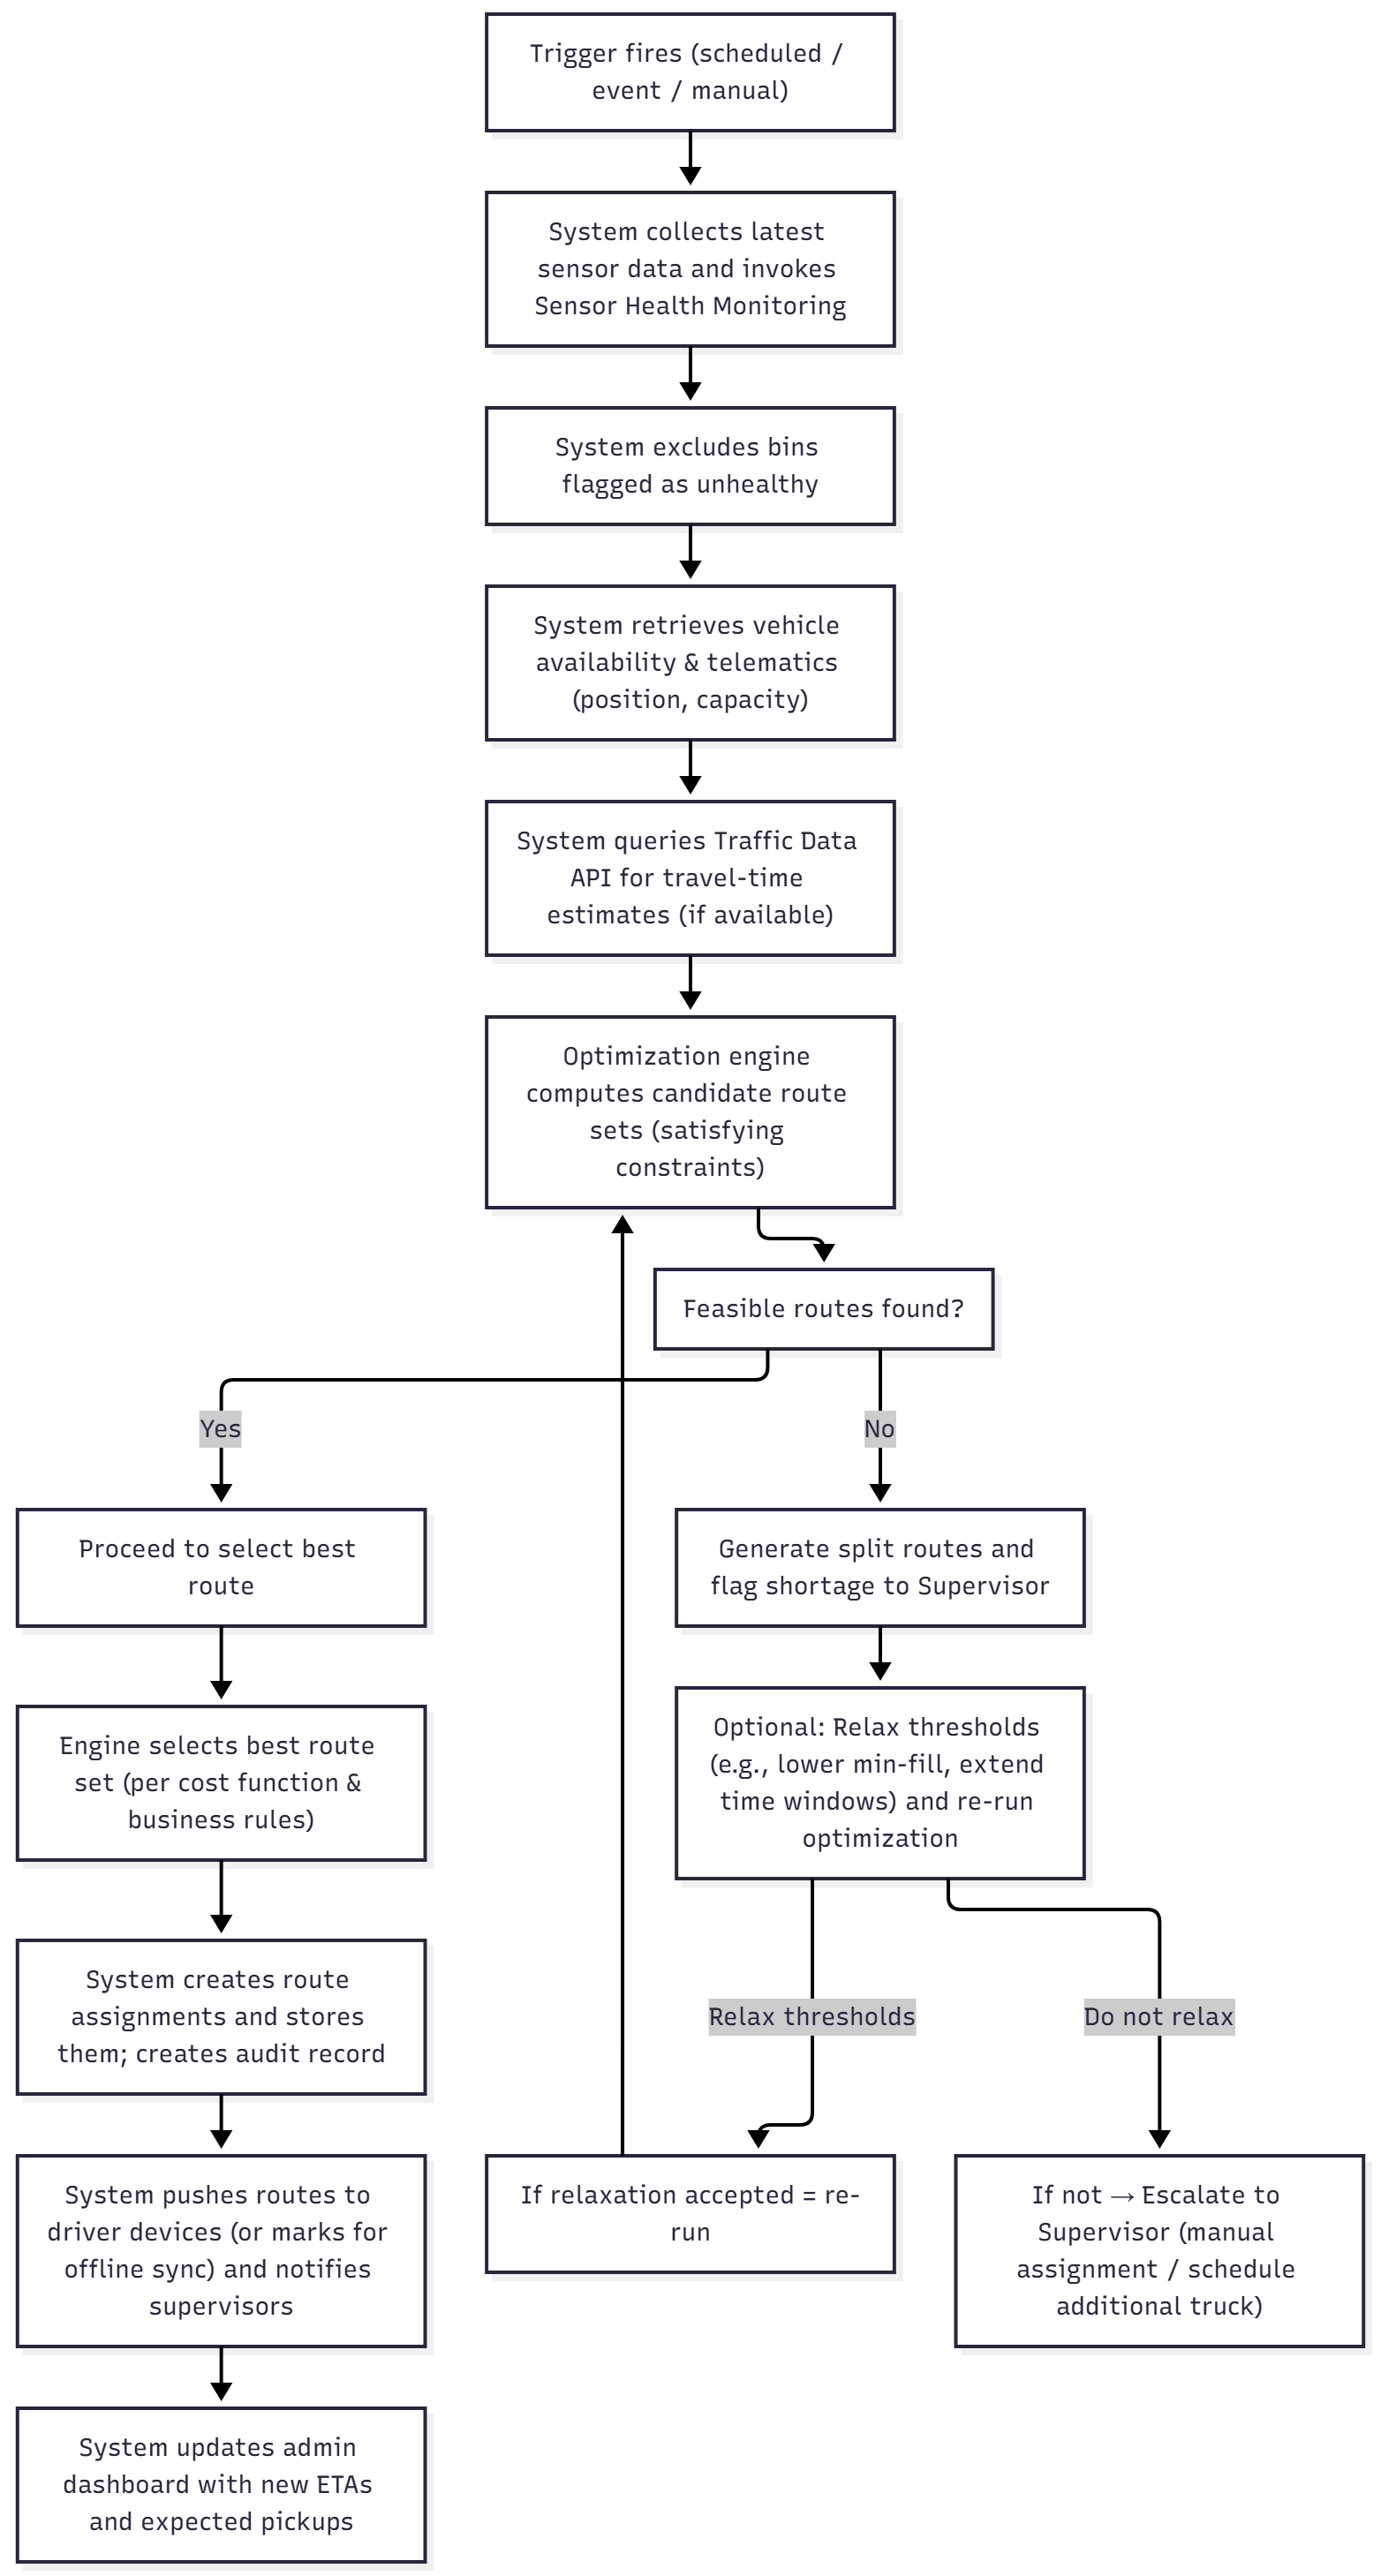 Trigger fires (scheduled /
event / manual)
System collects latest
sensor data and invokes
Sensor Health Monitoring
System excludes bins
flagged as unhealthy
System retrieves vehicle
availability & telematics
(position, capacity)
System queries Traffic Data
API for travel-time
estimates (if available)
Optimization engine
computes candidate route
sets (satisfying
constraints)
Feasible routes found?
Yes
No
Proceed to select best
route
Generate split routes and
flag shortage to Supervisor
Engine selects best route
set (per cost function &
business rules)
Optional: Relax thresholds
(e.g., lower min-fill, extend
time windows) and re-run
optimization
System creates route
assignments and stores
them; creates audit record
Relax thresholds
Do not relax
System pushes routes to
driver devices (or marks for
offline sync) and notifies
supervisors
If relaxation accepted = re-
run
If not → Escalate to
Supervisor (manual
assignment / schedule
additional truck)
System updates admin
dashboard with new ETAs
and expected pickups